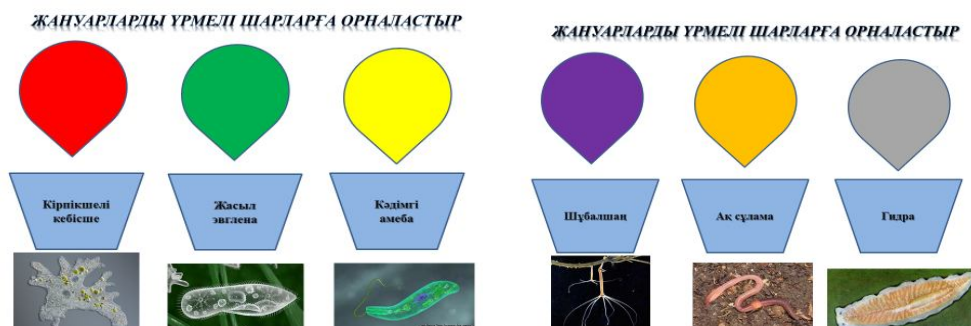 ЖАНУАРЛАРДЫ ҮРМЕЛІ ШАРЛАРҒА ОРНАЛАСТЫР
Кірпікшелі
кебісше
Жасыл
эвглена
Кәдімгі
амеба
ЖАНУАРЛАРДЫ ҮРМЕЛІ ШАРЛАРҒА ОРНАЛАСТЫР
Шұбалшаң
Ақ сұлама
Гидра